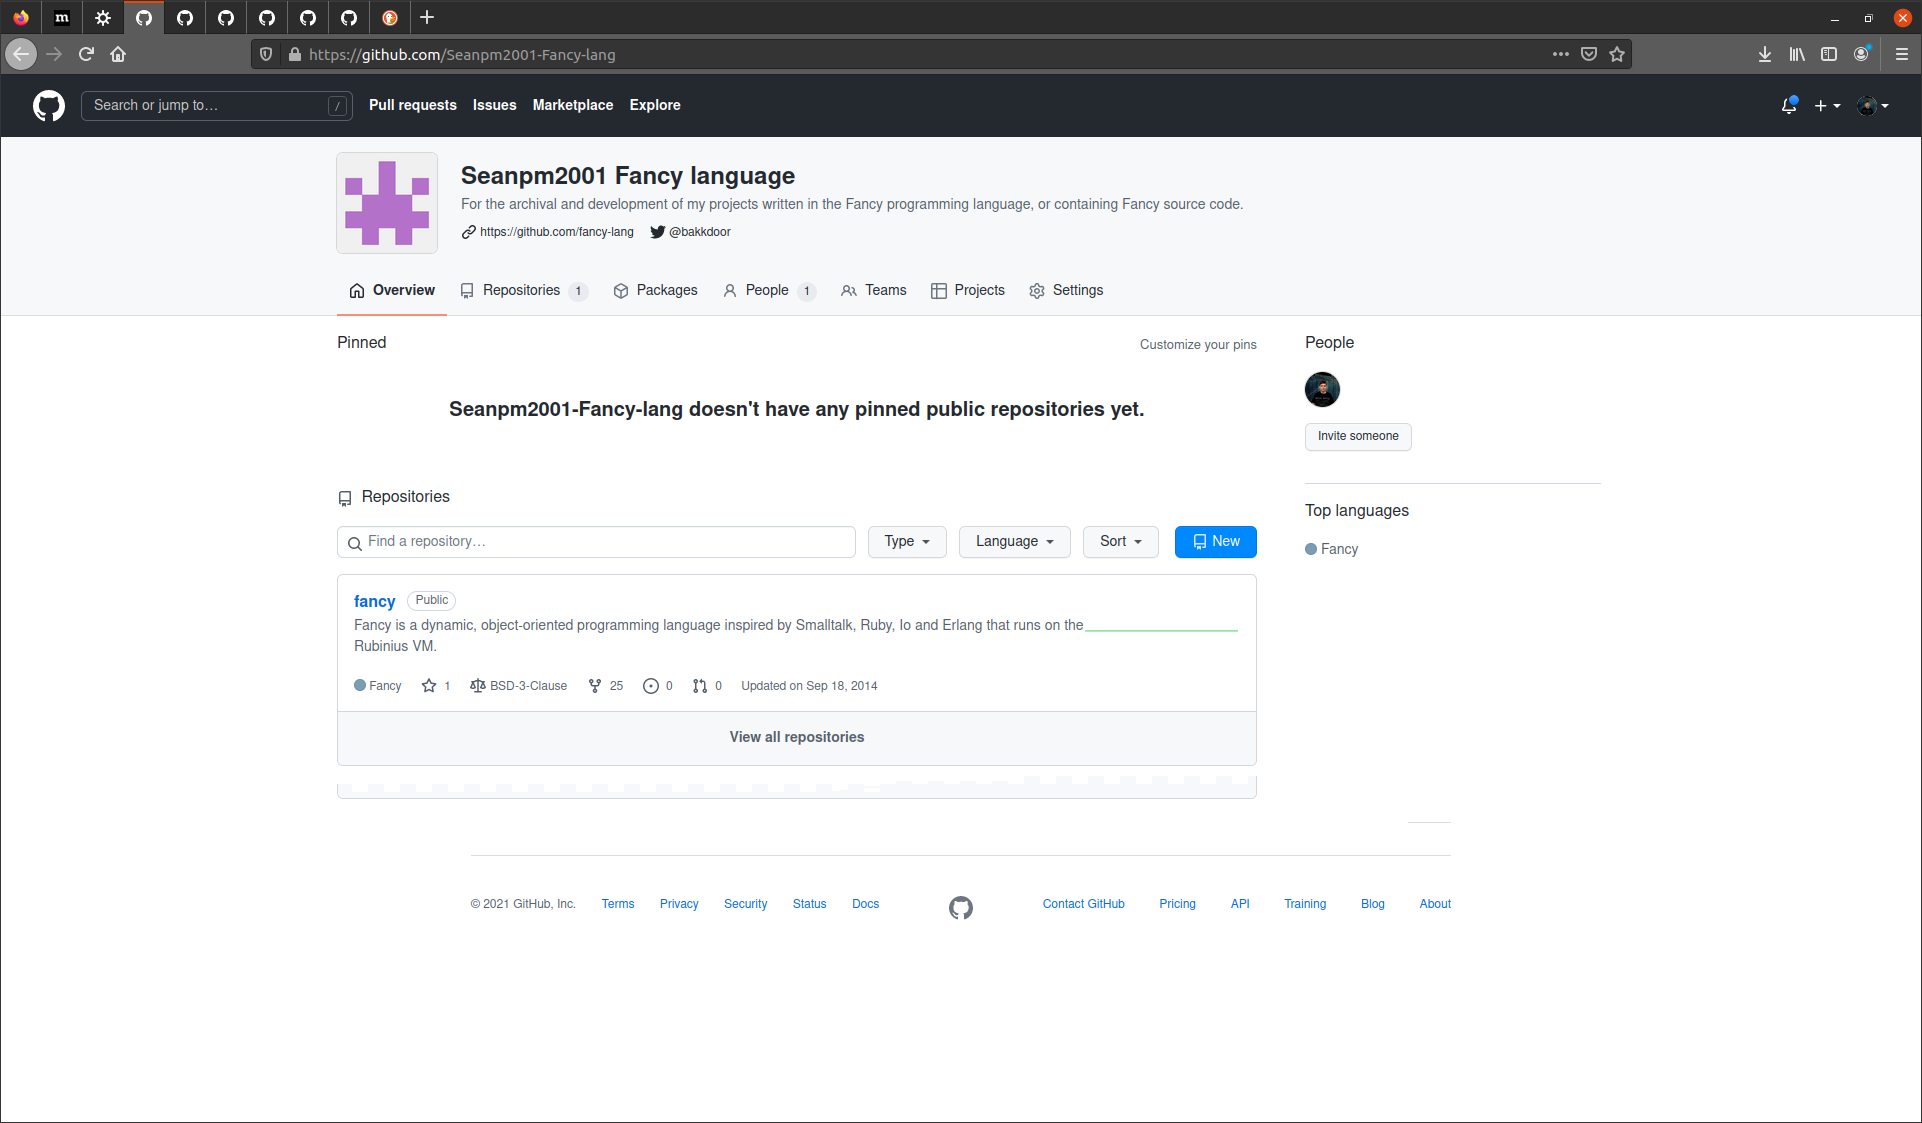 m
https://github.com/Seanpm2001-Fancy-lang
Search or jump to… /
Pull requests Issues Marketplace Explore
Seanpm2001 Fancy language
For the archival and development of my projects written in the Fancy programming language, or containing Fancy source code.
https://github.com/fancy-lang @bakkdoor
Overview Repositories 1 Packages People 1 Teams Projects Settings
Pinned Customize your pins
Seanpm2001-Fancy-lang doesn't have any pinned public repositories yet.
People
Invite someone
Repositories
Top languages
Find a repository… Type Language Sort New
Fancy
fancy Public
Fancy is a dynamic, object-oriented programming language inspired by Smalltalk, Ruby, Io and Erlang that runs on the
Rubinius VM.
Fancy 1 BSD-3-Clause 25 0 0 Updated on Sep 18, 2014
View all repositories
© 2021 GitHub, Inc. Terms Privacy Security Status Docs Contact GitHub Pricing API Training Blog About